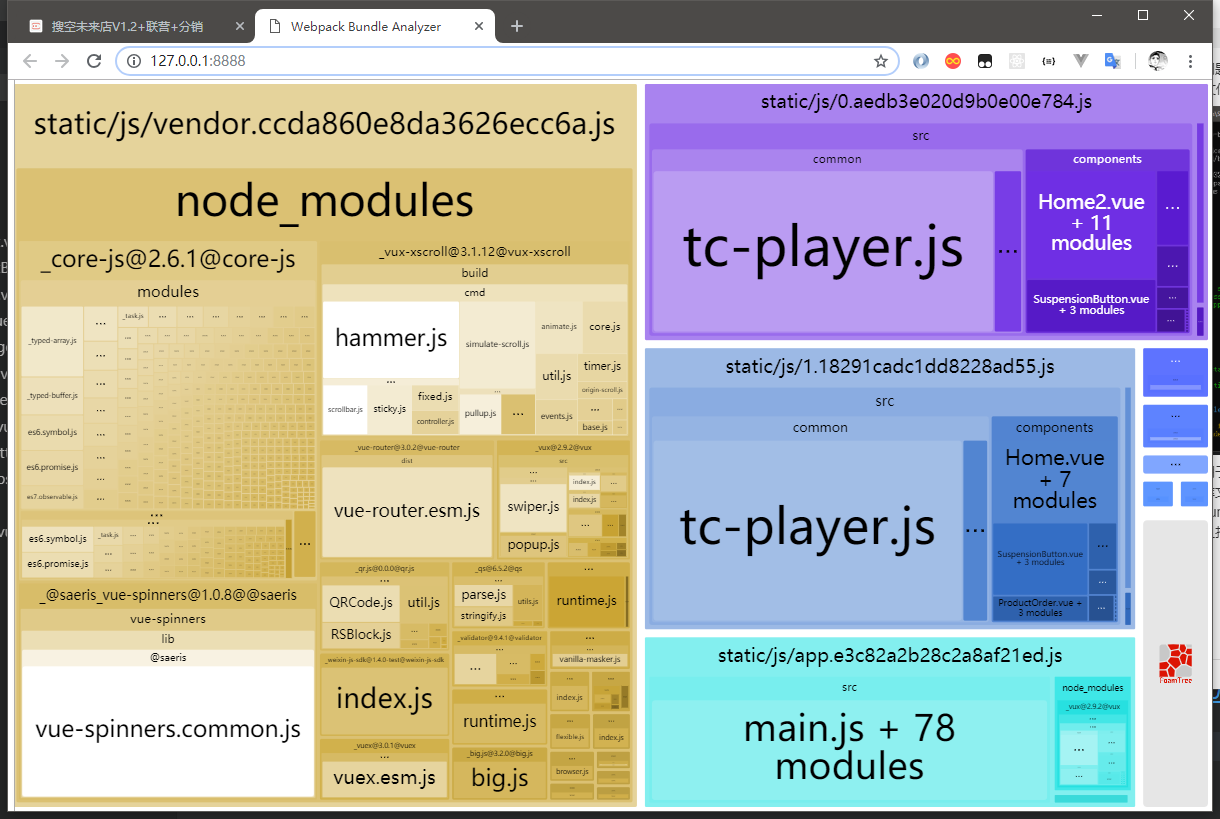 搜空未来店V1.2+联营+分销
Webpack Bundle Analyzer
127.0.0.1:8888
static/js/vendor.ccda860e8da3626ecc6a.js
node_modules
_core-js@2.6.1@core-js
modules
_task.js
...
_typed-array.js
_typed-buffer.js
es6.symbol.js
es6.promise.js
es7.observable.js
...
es6.symbol.js
_task.js
es6.promise.js
...
_@saeris_vue-spinners@1.0.8@@saeris
vue-spinners
lib
@saeris
vue-spinners.common.js
_vux-xscroll@3.1.12@vux-xscroll
build
cmd
hammer.js
simulate-scroll.js
animate.js
core.js
util.js
timer.js
origin-scroll.js
...
scrollbar.js
sticky.js
fixed.js
controller.js
pullup.js
...
events.js
...
base.js
_vue-router@3.0.2@vue-router
dist
vue-router.esm.js
_vux@2.9.2@vux
src
...
swiper.js
index.js
index.js
popup.js
_qr.js@0.0.0@qr.js
...
QRCode.js
util.js
RSBlock.js
_qs@6.5.2@qs
...
parse.js
utils.js
stringify.js
...
runtime.js
_validator@9.4.1@validator
...
vanilla-masker.js
_weixin-js-sdk@1.4.0-test@weixin-js-sdk
index.js
...
runtime.js
index.js
flexible.js
index.js
_vuex@3.0.1@vuex
...
vuex.esm.js
_big.js@3.2.0@big.js
big.js
browser.js
static/js/0.aedb3e020d9b0e00e784.js
src
common
tc-player.js
...
components
Home2.vue
+ 11
modules
...
SuspensionButton.vue
+ 3 modules
...
static/js/1.18291cadc1dd8228ad55.js
src
common
tc-player.js
...
components
Home.vue
+ 7
modules
SuspensionButton.vue
+ 3 modules
...
ProductOrder.vue +
3 modules
...
static/js/app.e3c82a2b28c2a8af21ed.js
src
main.js + 78
modules
node_modules
_vux@2.9.2@vux
...
...
...
...
FoamTree